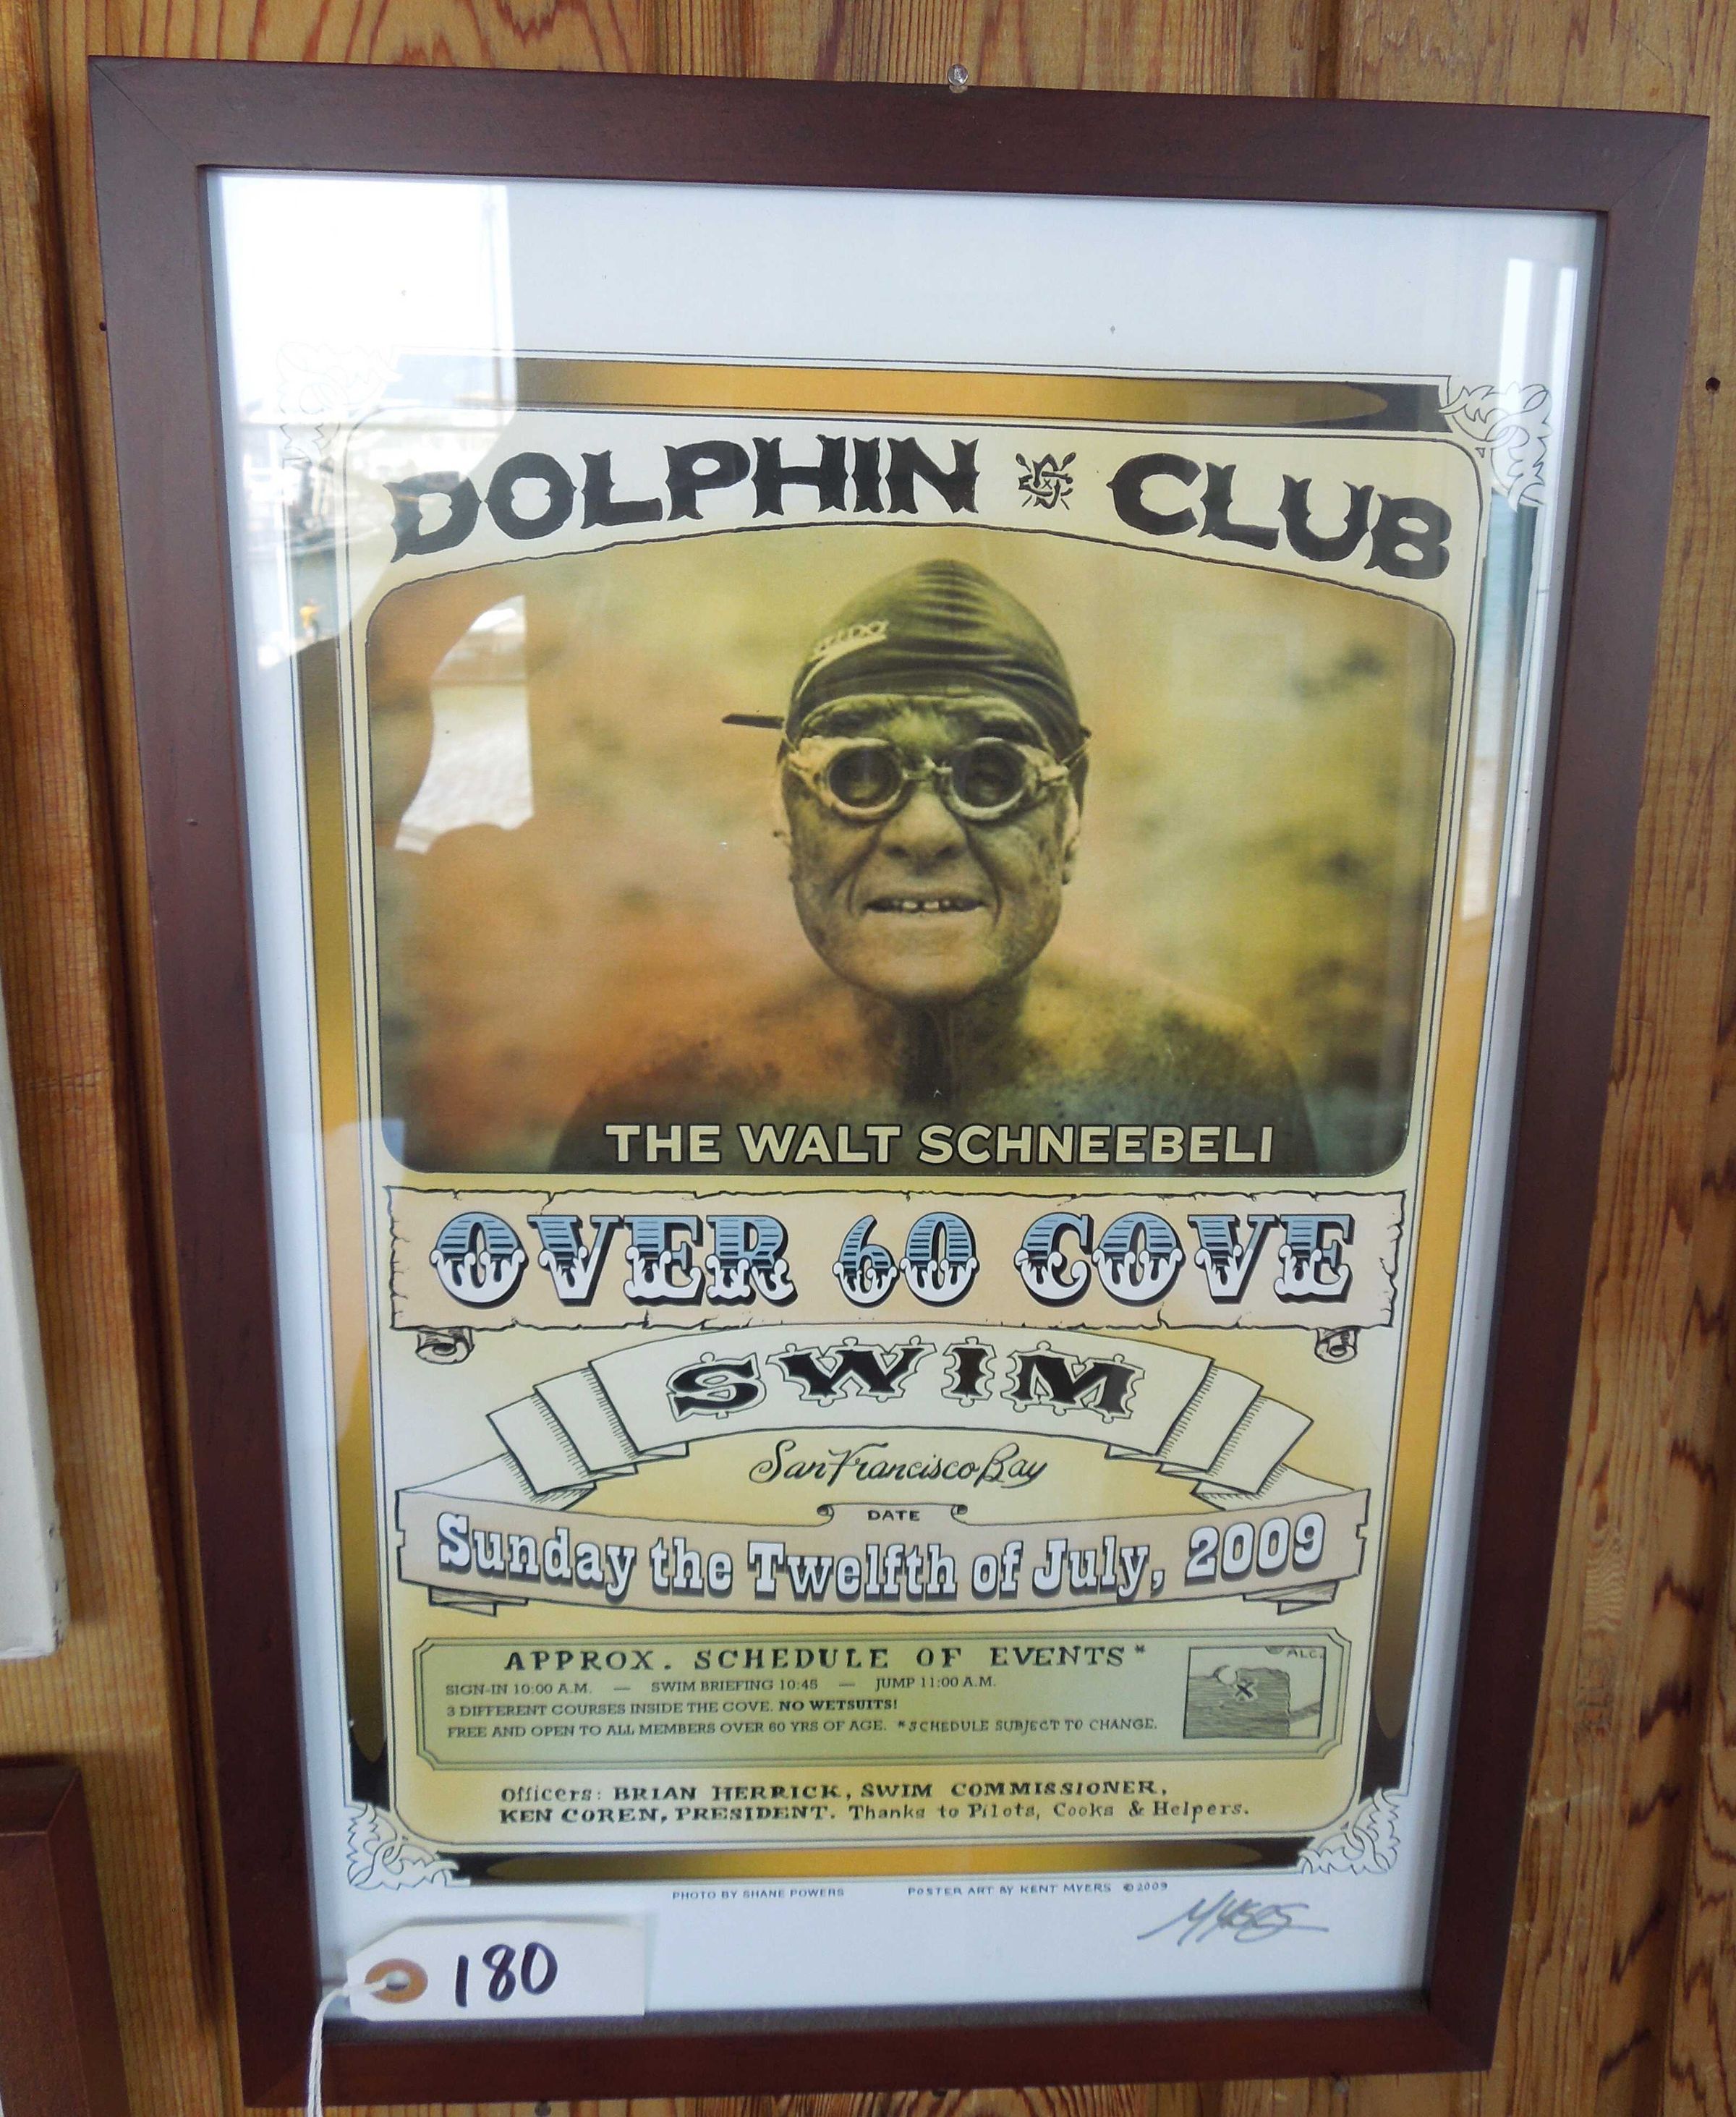 DOLPHIN CLUB
THE WALT SCHNEEBELI
OVER 60 COVE
SWIM
San Francisco Bay
DATE
Sunday the Twelfth of July, 2009
APPROX. SCHEDULE OF EVENTS*
SIGN-IN 10:00 A.M. — SWIM BRIEFING 10:45 — JUMP 11:00 A.M.
3 DIFFERENT COURSES INSIDE THE COVE. NO WETSUITS!
FREE AND OPEN TO ALL MEMBERS OVER 60 YRS OF AGE. *SCHEDULE SUBJECT TO CHANGE.
ALC.
X
Officers: BRIAN HERRICK, SWIM COMMISSIONER,
KEN COREN, PRESIDENT. Thanks to Pilots, Cooks & Helpers.
PHOTO BY SHANE POWERS POSTER ART BY KENT MYERS ©2009
Myers
180